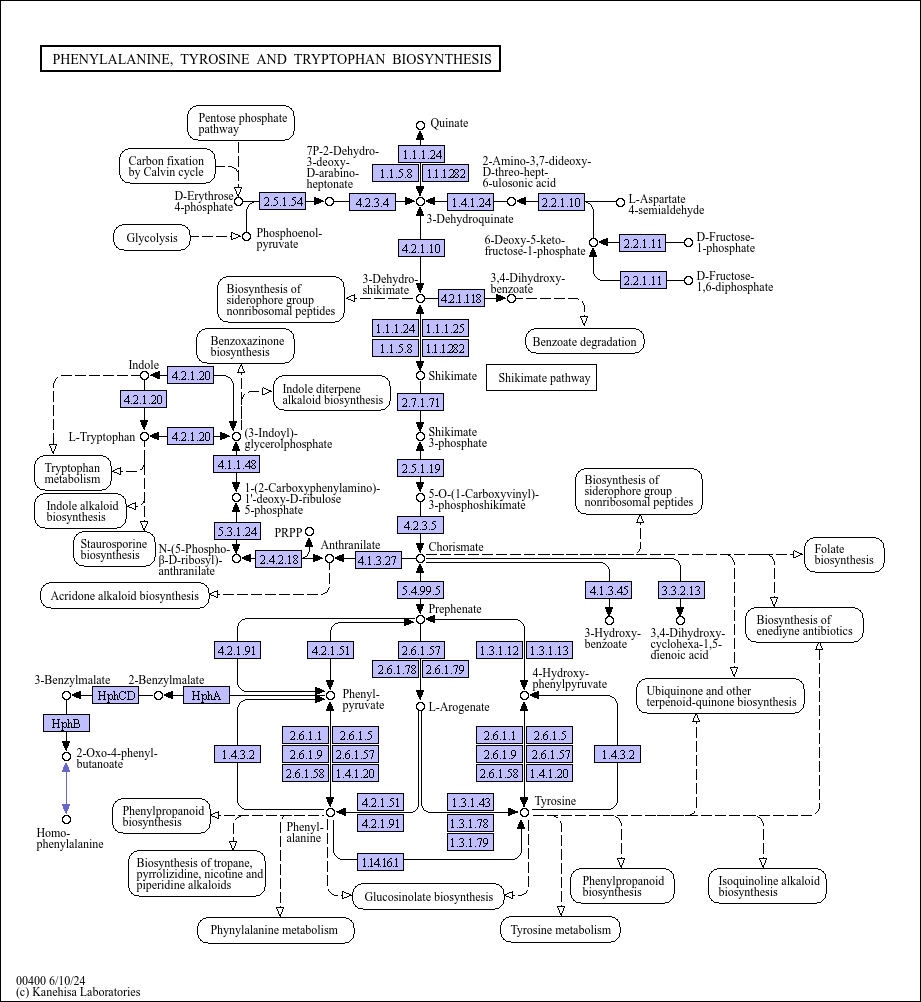 PHENYLALANINE, TYROSINE AND TRYPTOPHAN BIOSYNTHESIS
Pentose phosphate
pathway
Quinate
Carbon fixation
by Calvin cycle
7P-2-Dehydro-
3-deoxy-
D-arabino-
heptonate
1.1.1.24
1.1.5.8
1.1.1.282
2-Amino-3,7-dideoxy-
D-threo-hept-
6-ulosonic acid
D-Erythrose
4-phosphate
2.5.1.54
4.2.3.4
1.4.1.24
2.2.1.10
L-Aspartate
4-semialdehyde
3-Dehydroquinate
Glycolysis
Phosphoenol-
pyruvate
4.2.1.10
6-Deoxy-5-keto-
fructose-1-phosphate
2.2.1.11
D-Fructose-
1-phosphate
2.2.1.11
D-Fructose-
1,6-diphosphate
Biosynthesis of
siderophore group
nonribosomal peptides
3-Dehydro-
shikimate
4.2.1.118
3,4-Dihydroxy-
benzoate
1.1.1.24
1.1.1.25
1.1.5.8
1.1.1.282
Benzoate degradation
Benzoxazinone
biosynthesis
Indole
4.2.1.20
Shikimate
Shikimate pathway
4.2.1.20
Indole diterpene
alkaloid biosynthesis
2.7.1.71
L-Tryptophan
4.2.1.20
(3-Indoyl)-
glycerolphosphate
Shikimate
3-phosphate
Tryptophan
metabolism
4.1.1.48
2.5.1.19
Indole alkaloid
biosynthesis
1-(2-Carboxyphenylamino)-
1'-deoxy-D-ribulose
5-phosphate
5-O-(1-Carboxyvinyl)-
3-phosphoshikimate
Biosynthesis of
siderophore group
nonribosomal peptides
Staurosporine
biosynthesis
5.3.1.24
PRPP
4.2.3.5
N-(5-Phospho-
β-D-ribosyl)-
anthranilate
2.4.2.18
Anthranilate
4.1.3.27
Chorismate
Folate
biosynthesis
Acridone alkaloid biosynthesis
5.4.99.5
4.1.3.45
3.3.2.13
Prephenate
3-Hydroxy-
benzoate
3,4-Dihydroxy-
cyclohexa-1,5-
dienoic acid
Biosynthesis of
enediyne antibiotics
4.2.1.91
4.2.1.51
2.6.1.57
2.6.1.78
2.6.1.79
1.3.1.12
1.3.1.13
3-Benzylmalate
2-Benzylmalate
HphCD
HphA
Phenyl-
pyruvate
4-Hydroxy-
phenylpyruvate
Ubiquinone and other
terpenoid-quinone biosynthesis
HphB
L-Arogenate
2-Oxo-4-phenyl-
butanoate
1.4.3.2
2.6.1.1
2.6.1.5
2.6.1.9
2.6.1.57
2.6.1.58
1.4.1.20
2.6.1.1
2.6.1.5
2.6.1.9
2.6.1.57
2.6.1.58
1.4.1.20
1.4.3.2
Homo-
phenylalanine
Phenylpropanoid
biosynthesis
Phenyl-
alanine
4.2.1.51
4.2.1.91
1.3.1.43
1.3.1.78
1.3.1.79
Tyrosine
1.14.16.1
Biosynthesis of tropane,
pyrrolizidine, nicotine and
piperidine alkaloids
Glucosinolate biosynthesis
Phenylpropanoid
biosynthesis
Isoquinoline alkaloid
biosynthesis
Phynylalanine metabolism
Tyrosine metabolism
00400 6/10/24
(c) Kanehisa Laboratories